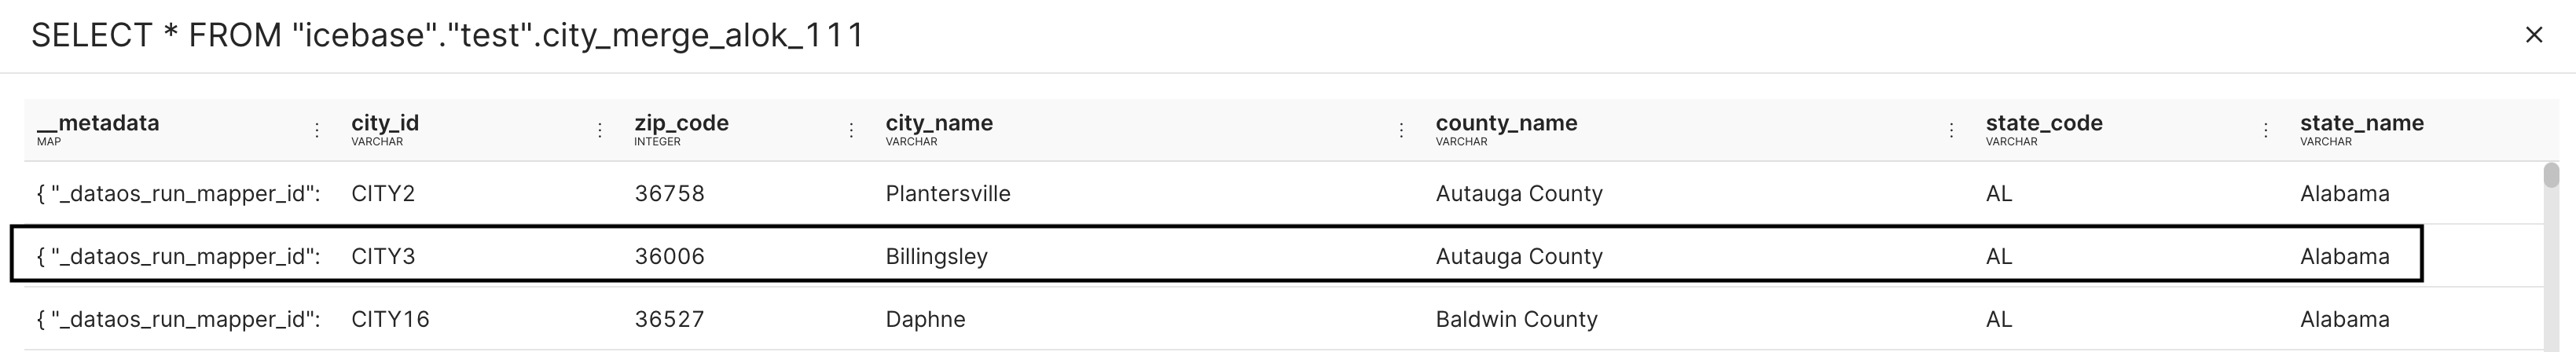 SELECT * FROM "icebase"."test".city_merge_alok_111
__metadata city_id zip_code city_name county_name state_code state_name
MAP VARCHAR INTEGER VARCHAR VARCHAR VARCHAR VARCHAR
{ "_dataos_run_mapper_id": CITY2 36758 Plantersville Autauga County AL Alabama
{ "_dataos_run_mapper_id": CITY3 36006 Billingsley Autauga County AL Alabama
{ "_dataos_run_mapper_id": CITY16 36527 Daphne Baldwin County AL Alabama